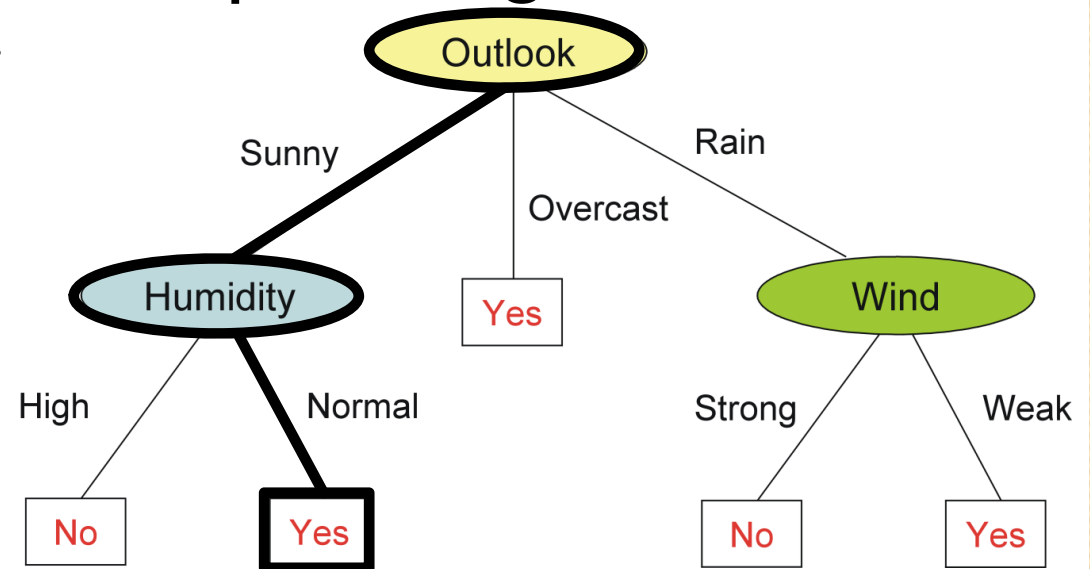 Outlook
Sunny
Rain
Overcast
Humidity
Yes
Wind
High
Normal
Strong
Weak
No
Yes
No
Yes